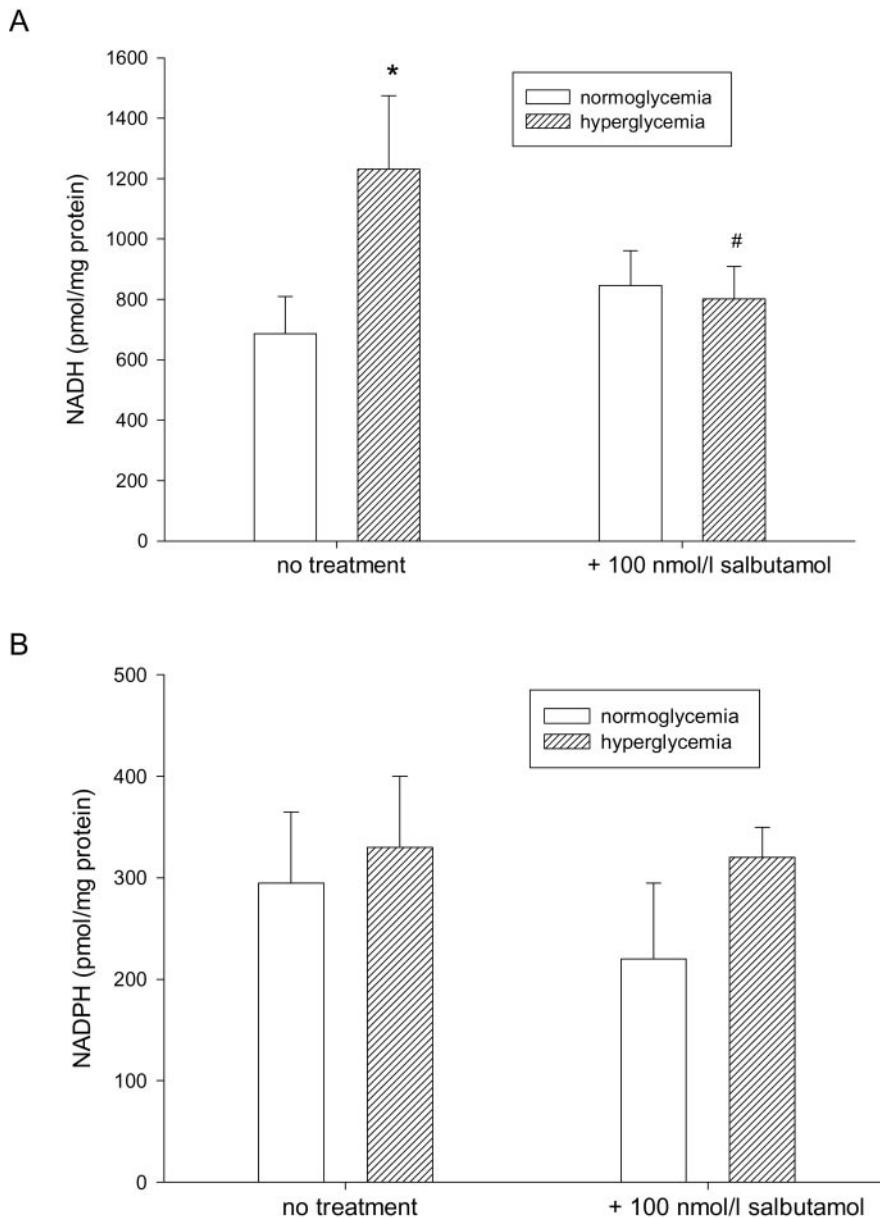 A
1600
1400
1200
1000
800
600
400
200
0
NADH (pmol/mg protein)
*
normoglycemia
hyperglycemia
#
no treatment
+ 100 nmol/l salbutamol
B
500
400
300
200
100
0
NADPH (pmol/mg protein)
normoglycemia
hyperglycemia
no treatment
+ 100 nmol/l salbutamol